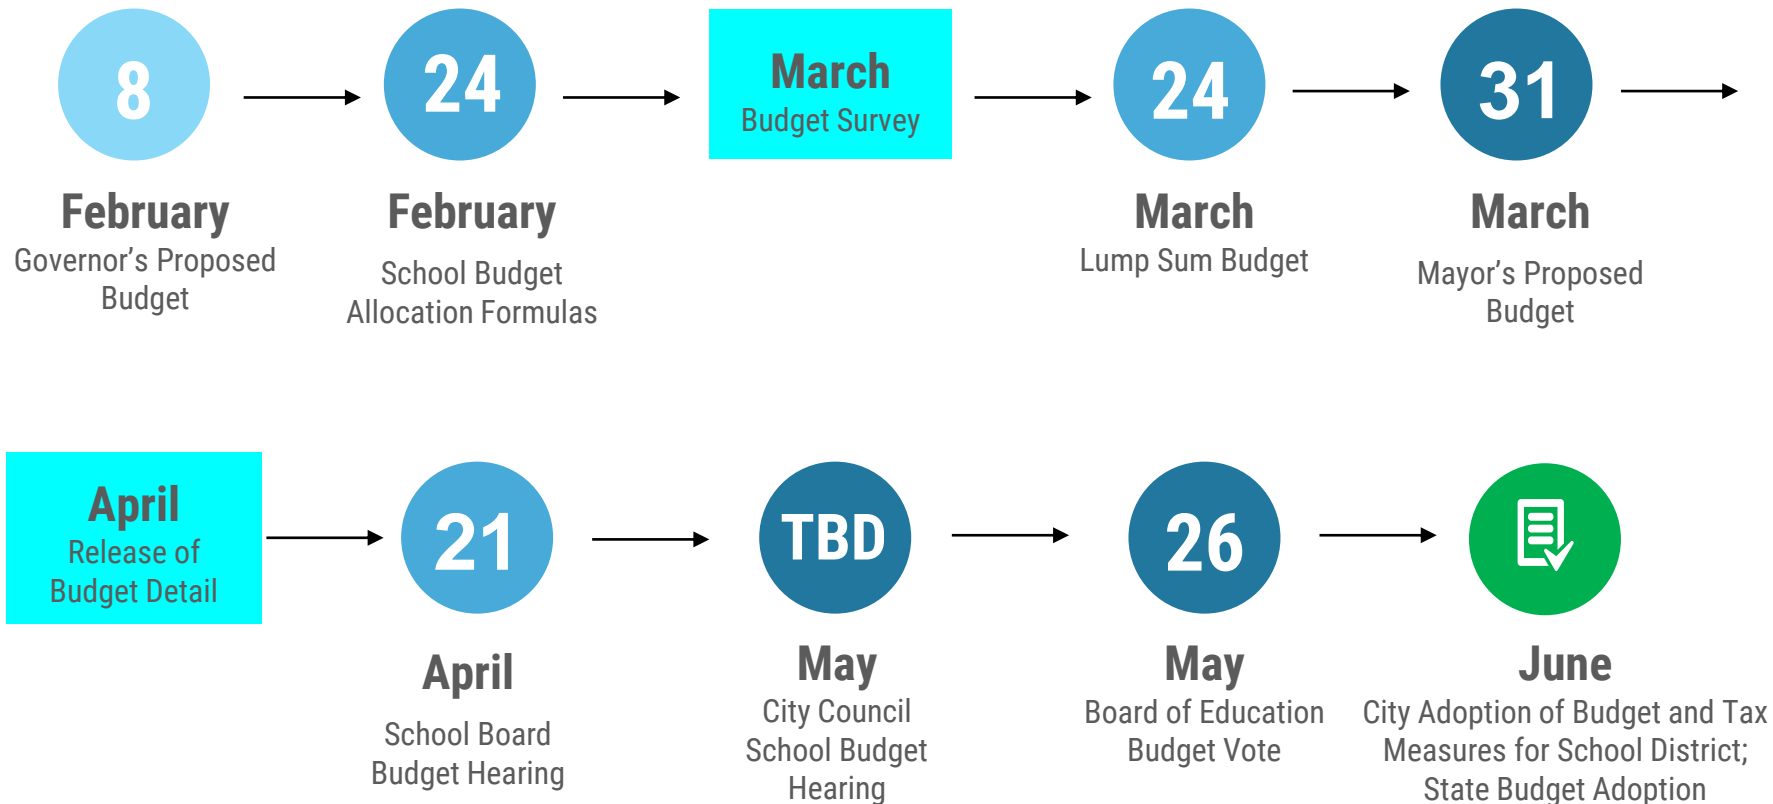 8
February
Governor’s Proposed
Budget
24
February
School Budget
Allocation Formulas
March
Budget Survey
24
March
Lump Sum Budget
31
March
Mayor’s Proposed
Budget
April
Release of
Budget Detail
21
April
School Board
Budget Hearing
TBD
May
City Council
School Budget
Hearing
26
May
Board of Education
Budget Vote
June
City Adoption of Budget and Tax
Measures for School District;
State Budget Adoption